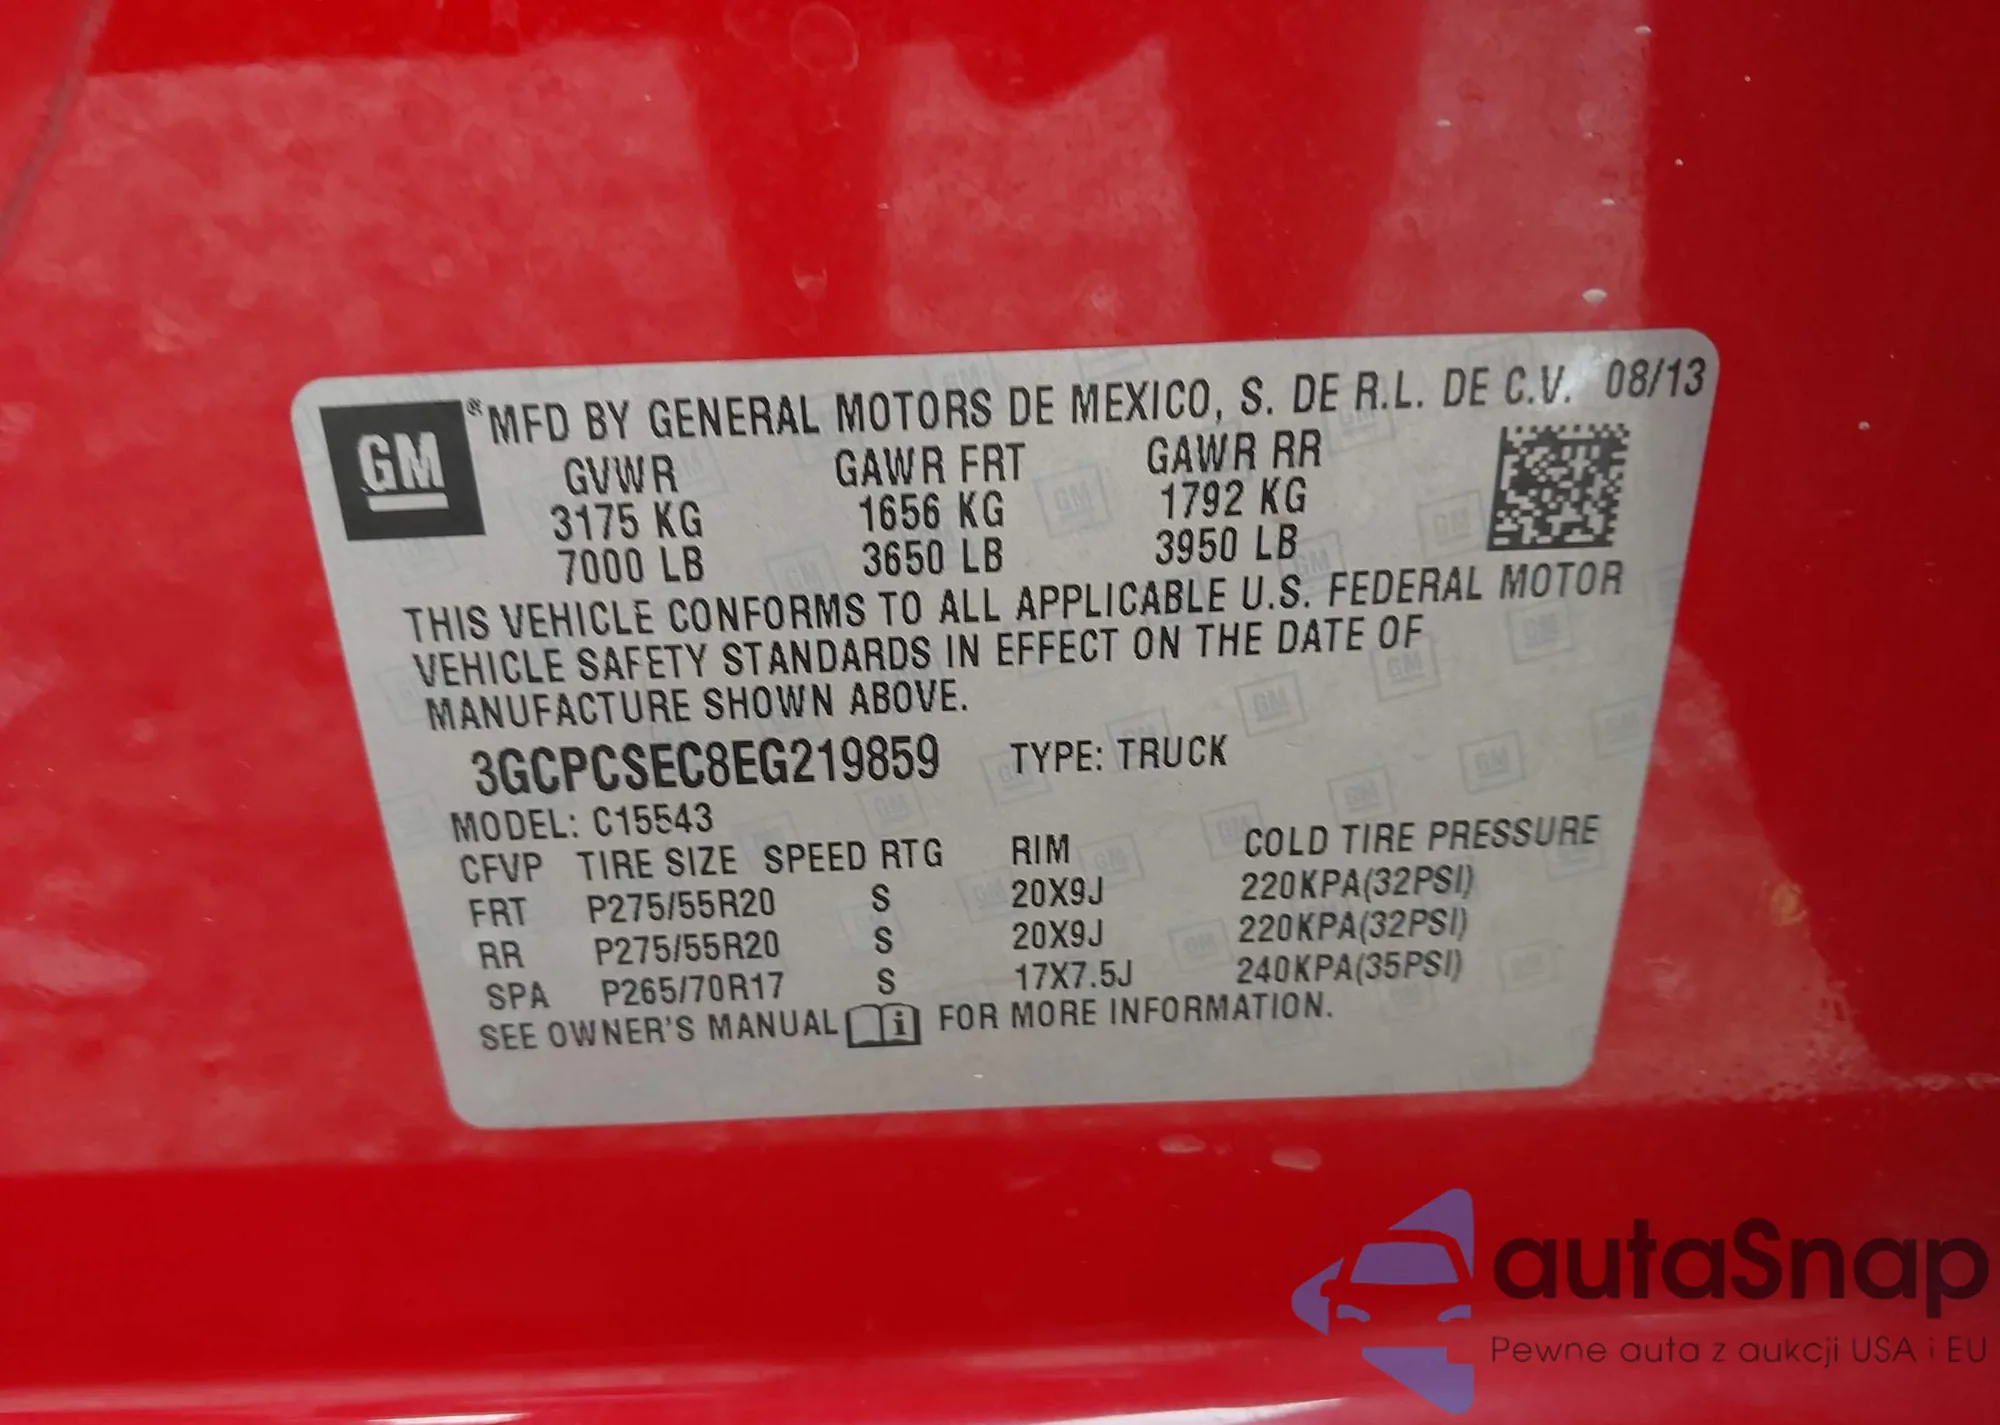 GM ® MFD BY GENERAL MOTORS DE MEXICO, S. DE R.L. DE C.V. 08/13
GVWR GAWR FRT GAWR RR
3175 KG 1656 KG 1792 KG
7000 LB 3650 LB 3950 LB
THIS VEHICLE CONFORMS TO ALL APPLICABLE U.S. FEDERAL MOTOR
VEHICLE SAFETY STANDARDS IN EFFECT ON THE DATE OF
MANUFACTURE SHOWN ABOVE.
3GCPCSEC8EG219859 TYPE: TRUCK
MODEL: C15543
CFVP TIRE SIZE SPEED RTG RIM COLD TIRE PRESSURE
FRT P275/55R20 S 20X9J 220KPA(32PSI)
RR P275/55R20 S 20X9J 220KPA(32PSI)
SPA P265/70R17 S 17X7.5J 240KPA(35PSI)
SEE OWNER'S MANUAL i FOR MORE INFORMATION.
autaSnap
Pewne auta z aukcji USA i EU